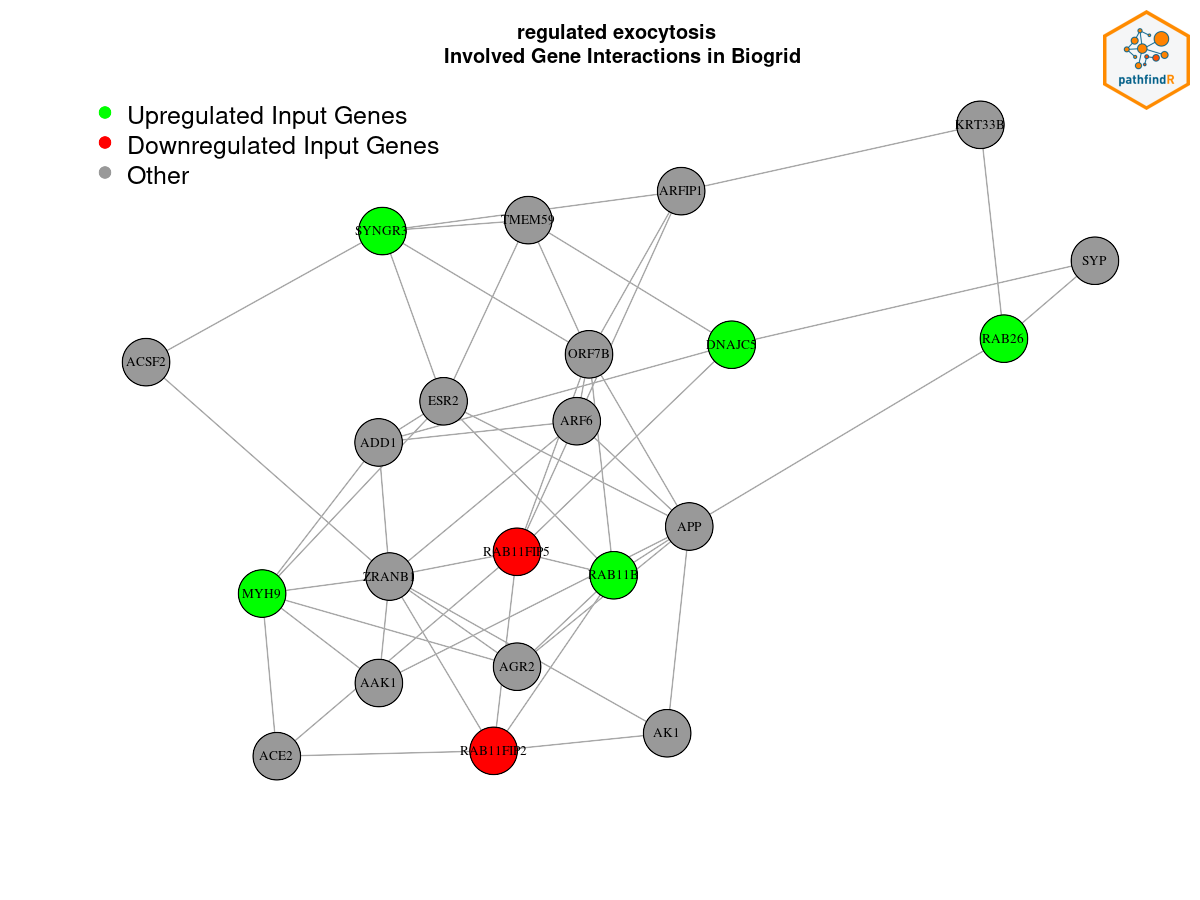 regulated exocytosis
Involved Gene Interactions in Biogrid
pathfindR
Upregulated Input Genes
Downregulated Input Genes
Other
KRT33B
ARFIP1
TMEM59
SYNGR3
SYP
RAB26
DNAJC5
ORF7B
ACSF2
ESR2
ARF6
ADD1
APP
RAB11FIP5
RAB11B
ZRANB1
MYH9
AGR2
AAK1
AK1
RAB11FIP2
ACE2